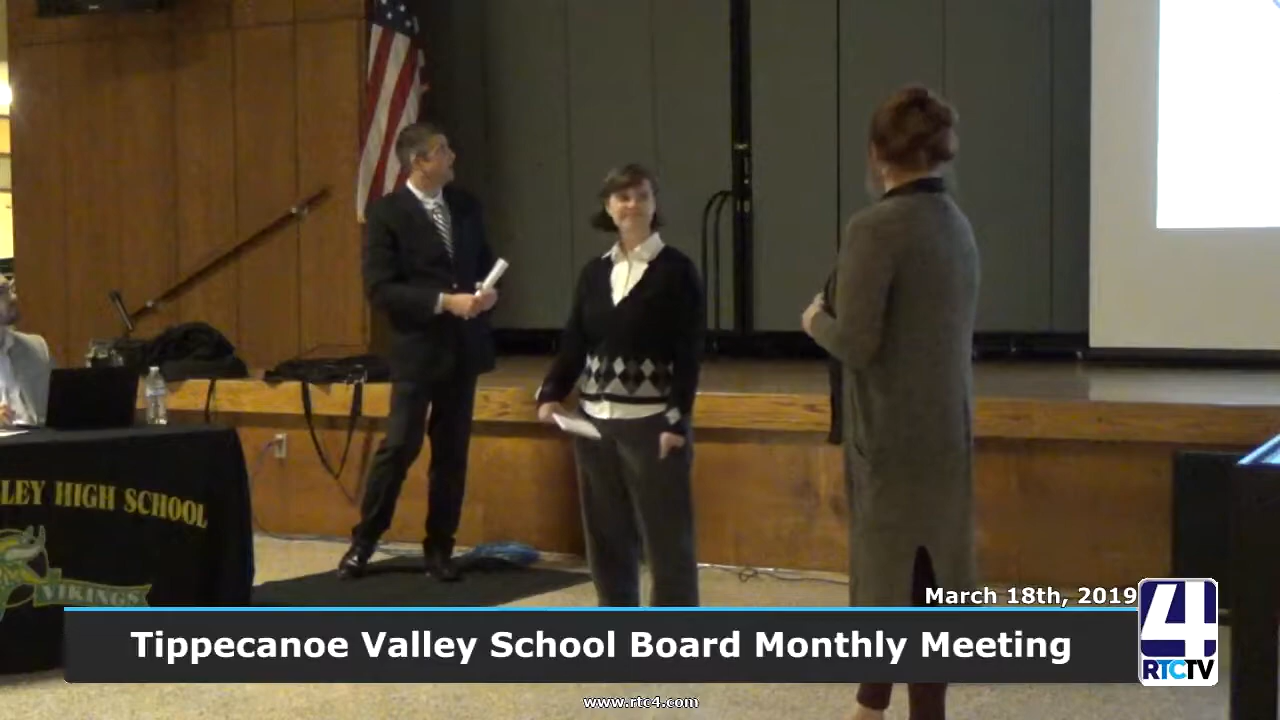 LEY HIGH SCHOOL
VIKINGS
March 18th, 2019
Tippecanoe Valley School Board Monthly Meeting
4
RTCTV
www.rtc4.com